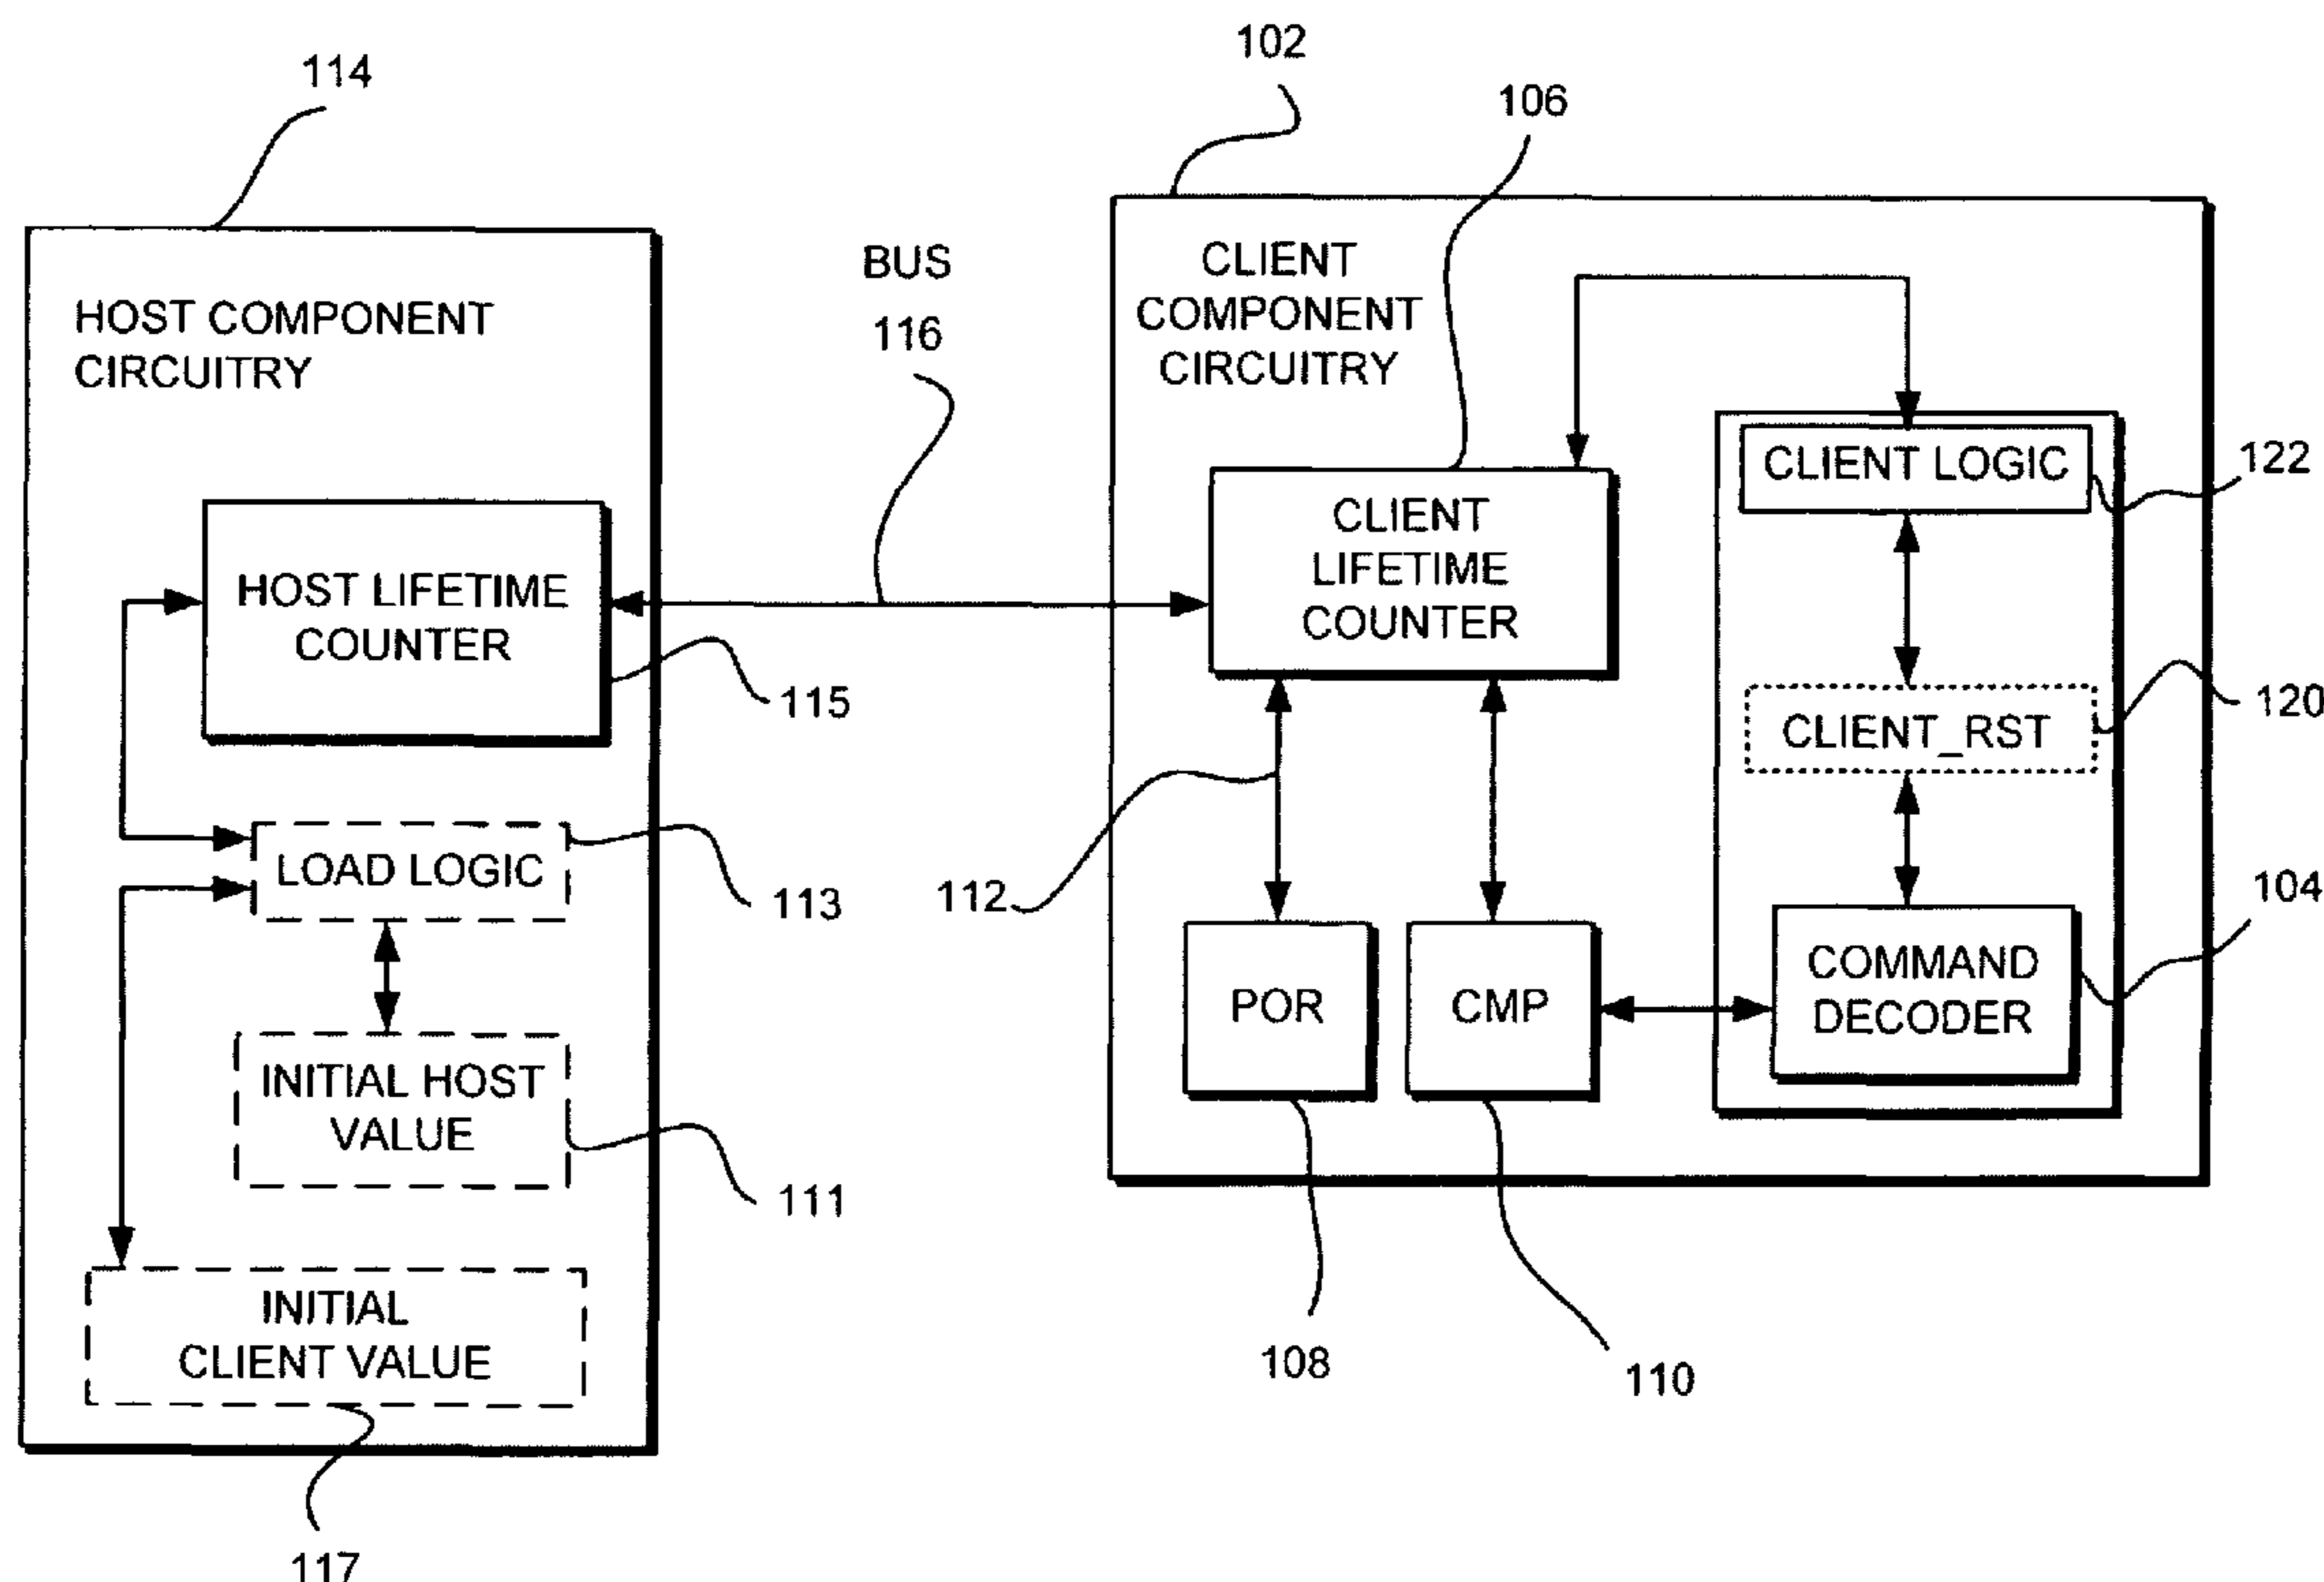 114
HOST COMPONENT
CIRCUITRY
HOST LIFETIME
COUNTER
115
LOAD LOGIC
113
INITIAL HOST
VALUE
111
INITIAL
CLIENT VALUE
117
BUS
116
102
106
CLIENT
COMPONENT
CIRCUITRY
CLIENT
LIFETIME
COUNTER
112
POR
CMP
108
110
CLIENT LOGIC
122
CLIENT_RST
120
COMMAND
DECODER
104